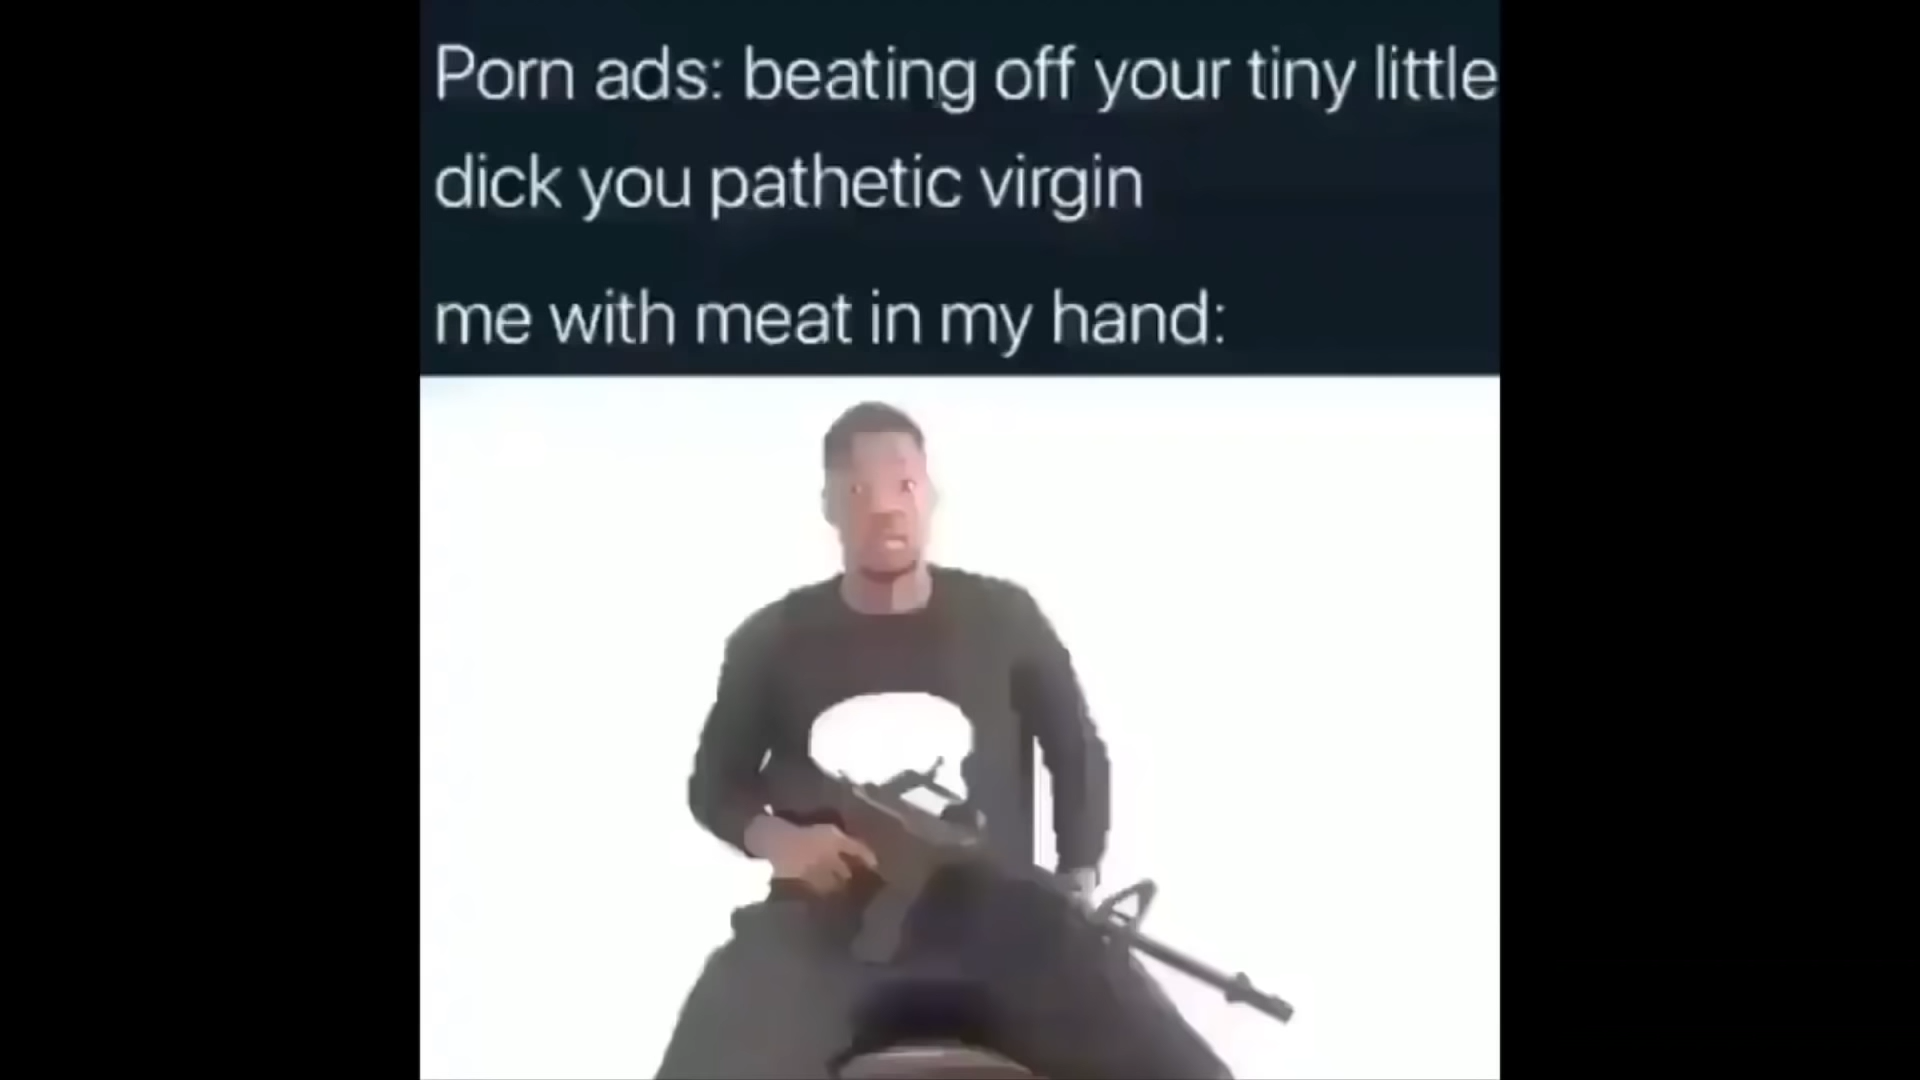 Porn ads: beating off your tiny little
dick you pathetic virgin
me with meat in my hand: